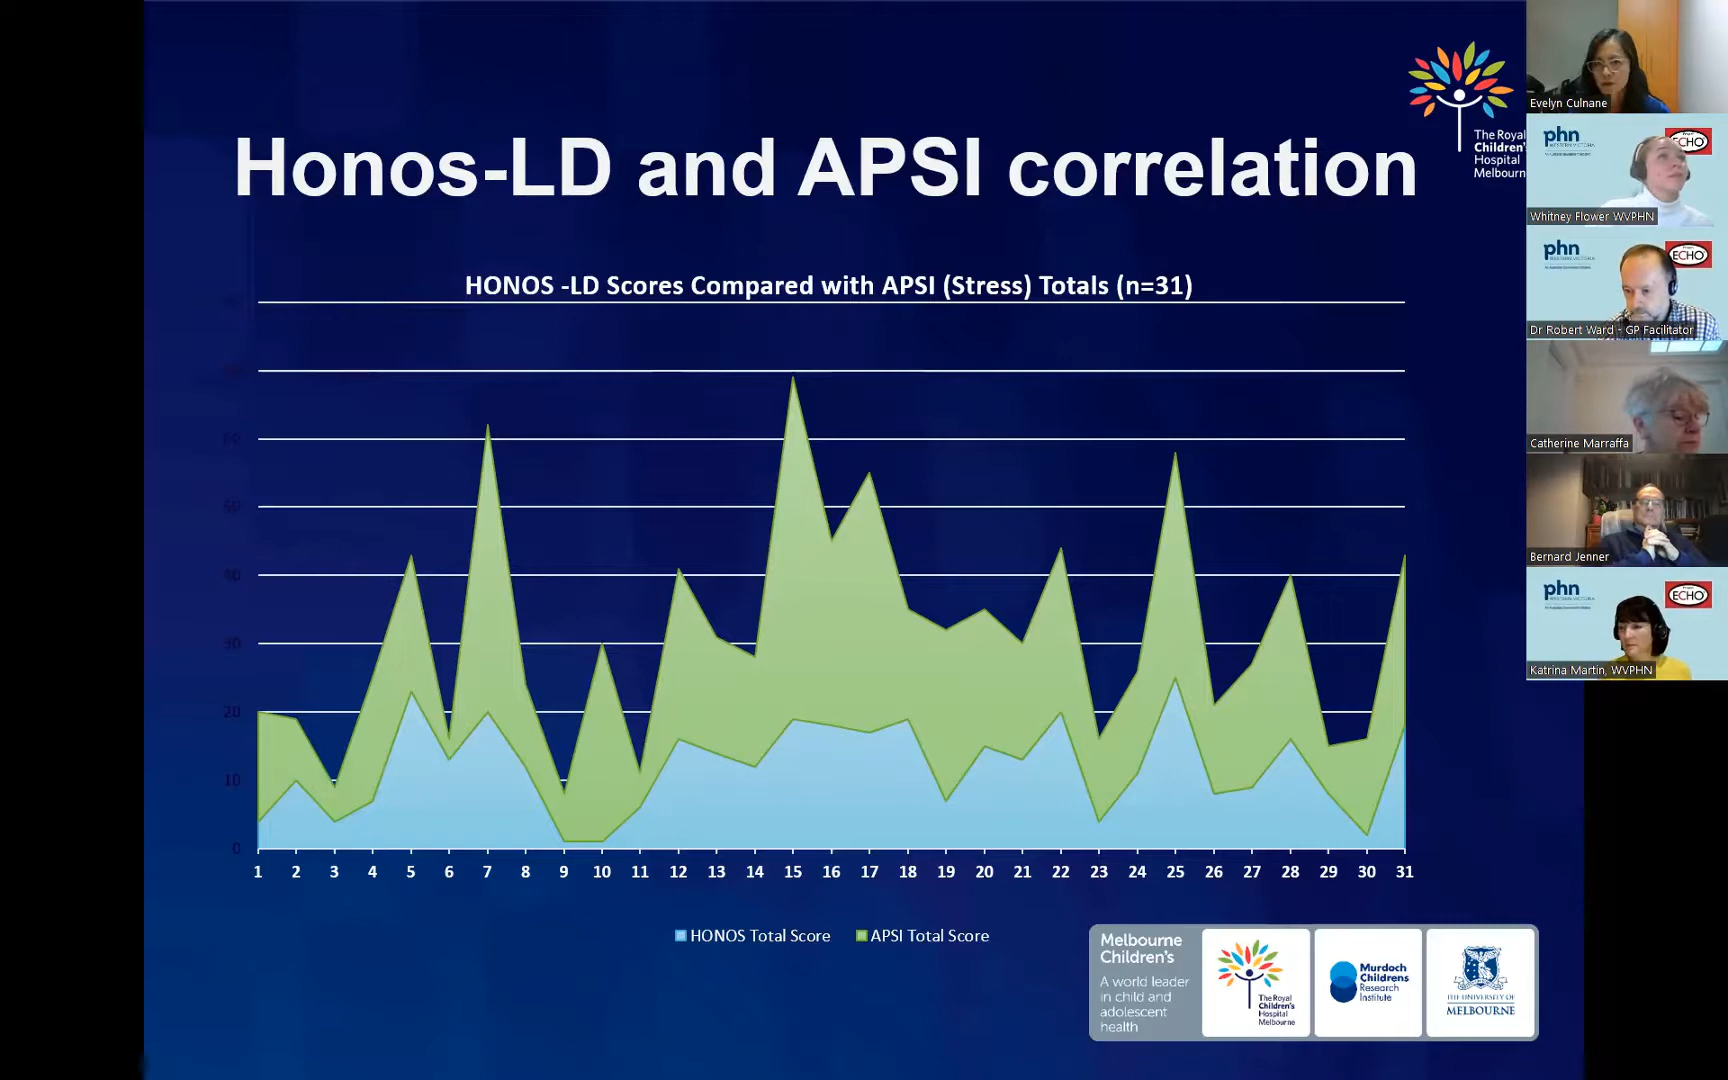 Honos-LD and APSI correlation
The Royal
Children's
Hospital
Melbourn
HONOS -LD Scores Compared with APSI (Stress) Totals (n=31)
60
50
40
30
20
10
0
1 2 3 4 5 6 7 8 9 10 11 12 13 14 15 16 17 18 19 20 21 22 23 24 25 26 27 28 29 30 31
HONOS Total Score
APSI Total Score
Melbourne
Children's
A world leader
in child and
adolescent
health
The Royal
Children's
Hospital
Melbourne
Murdoch
Childrens
Research
Institute
THE UNIVERSITY OF
MELBOURNE
Evelyn Culnane
phn
ECHO
Whitney Flower WVPHN
phn
ECHO
Dr Robert Ward - GP Facilitator
Catherine Marraffa
Bernard Jenner
phn
ECHO
Katrina Martin, WVPHN